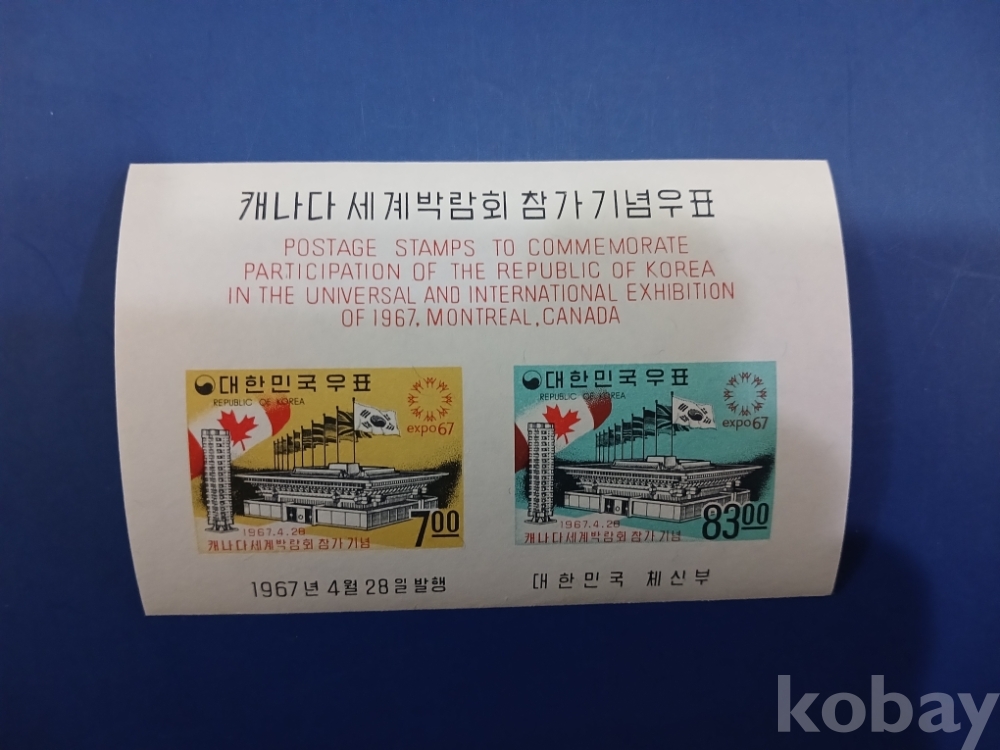 캐나다 세계박람회 참가기념우표
POSTAGE STAMPS TO COMMEMORATE
PARTICIPATION OF THE REPUBLIC OF KOREA
IN THE UNIVERSAL AND INTERNATIONAL EXHIBITION
OF 1967. MONTREAL, CANADA
대한민국우표
REPUBLIC OF KOREA
expo67
700
1967.4.28
캐나다세계박람회 참가 기념
대한민국우표
REPUBLIC OF KOREA
expo67
8300
1967.4.28
캐나다세계박람회 참가 기념
1967년 4월 28일 발행
대한민국 체신부
kobay